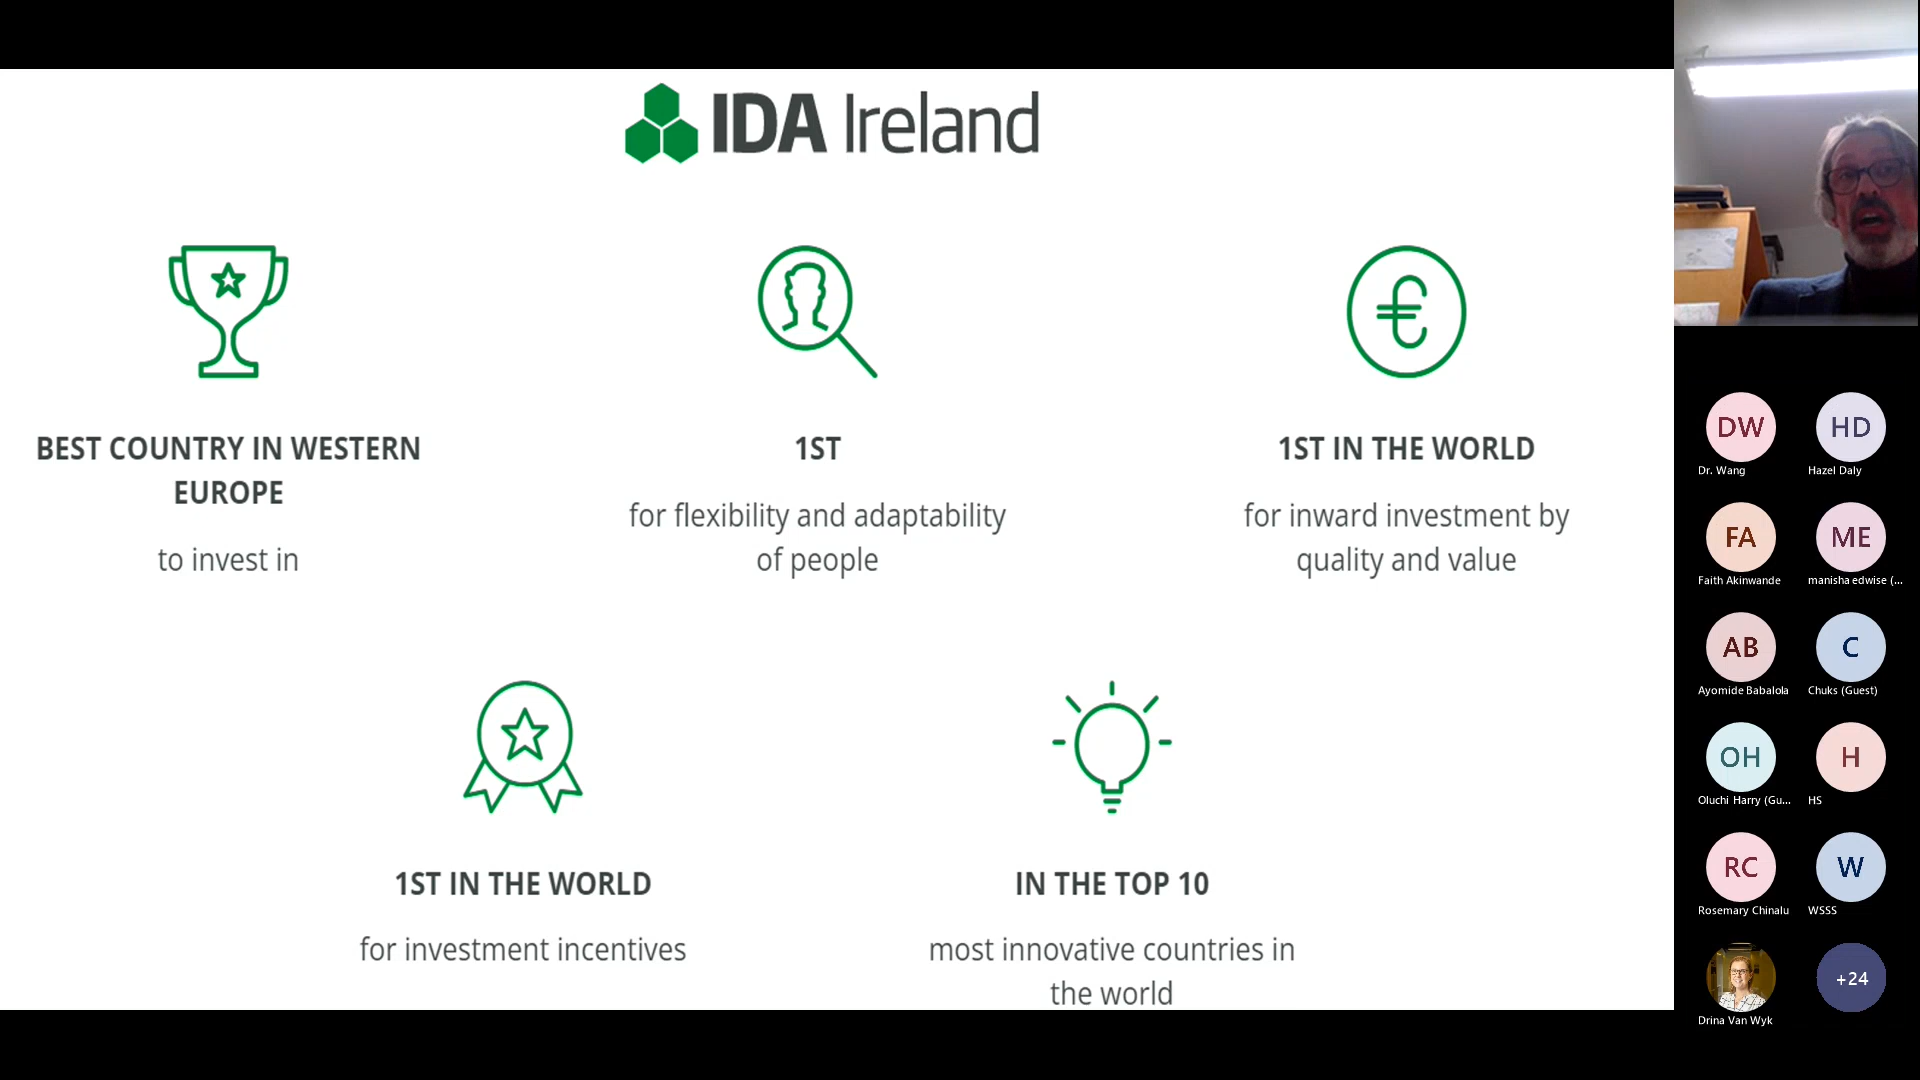 IDA Ireland
BEST COUNTRY IN WESTERN
EUROPE
to invest in
1ST
for flexibility and adaptability
of people
1ST IN THE WORLD
for inward investment by
quality and value
1ST IN THE WORLD
for investment incentives
IN THE TOP 10
most innovative countries in
the world
DW
Dr. Wang
HD
Hazel Daly
FA
Faith Akinwande
ME
manisha edwise (...
AB
Ayomide Babalola
C
Chuks (Guest)
OH
Oluchi Harry (Gu...
H
HS
RC
Rosemary Chinalu
W
WSSS
Drina Van Wyk
+24